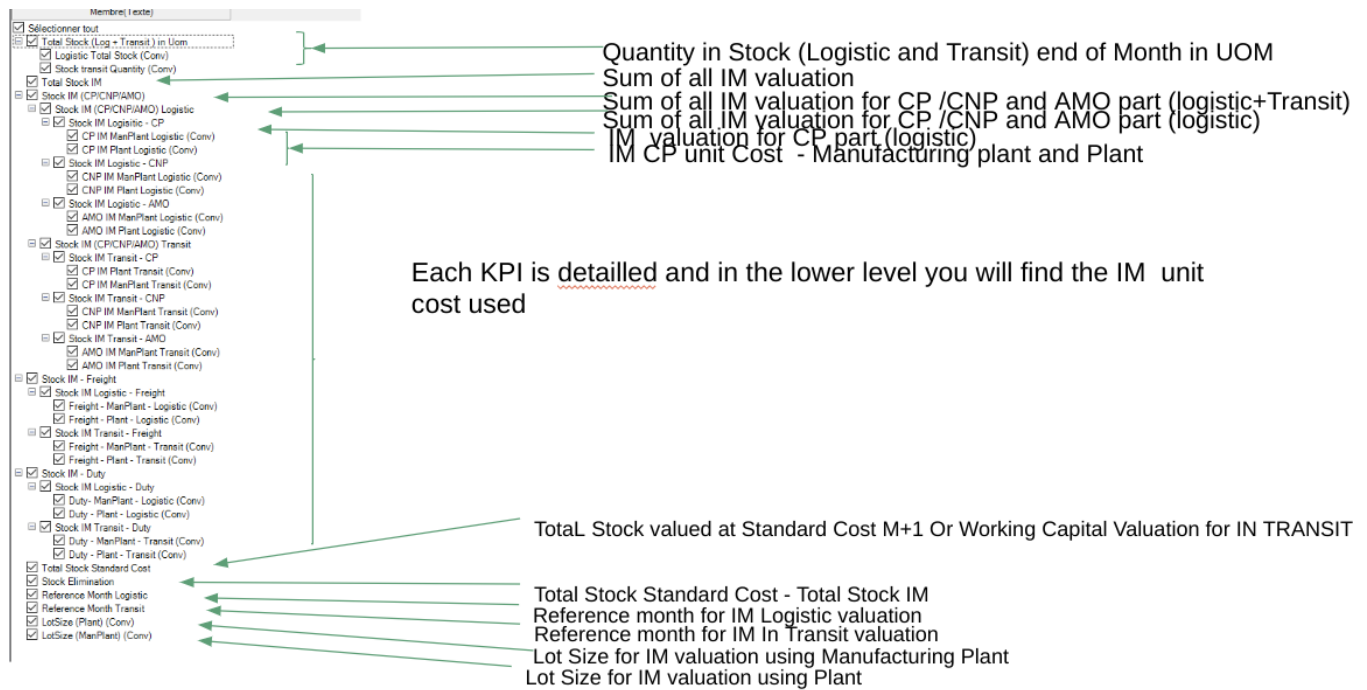 Membre(Texte)
Sélectionner tout
Total Stock (Log + Transit ) in Uom
Logistic Total Stock (Conv)
Stock transit Quantity (Conv)
Total Stock IM
Stock IM (CP/CNP/AMO)
Stock IM (CP/CNP/AMO) Logistic
Stock IM Logisitic - CP
CP IM ManPlant Logistic (Conv)
CP IM Plant Logistic (Conv)
Stock IM Logistic - CNP
CNP IM ManPlant Logistic (Conv)
CNP IM Plant Logistic (Conv)
Stock IM Logistic - AMO
AMO IM ManPlant Logistic (Conv)
AMO IM Plant Logistic (Conv)
Stock IM (CP/CNP/AMO) Transit
Stock IM Transit - CP
CP IM Plant Transit (Conv)
CP IM ManPlant Transit (Conv)
Stock IM Transit - CNP
CNP IM ManPlant Transit (Conv)
CNP IM Plant Transit (Conv)
Stock IM Transit - AMO
AMO IM ManPlant Transit (Conv)
AMO IM Plant Transit (Conv)
Stock IM - Freight
Stock IM Logistic - Freight
Freight - ManPlant - Logistic (Conv)
Freight - Plant - Logistic (Conv)
Stock IM Transit - Freight
Freight - ManPlant - Transit (Conv)
Freight - Plant - Transit (Conv)
Stock IM - Duty
Stock IM Logistic - Duty
Duty- ManPlant - Logistic (Conv)
Duty - Plant - Logistic (Conv)
Stock IM Transit - Duty
Duty - ManPlant - Transit (Conv)
Duty - Plant - Transit (Conv)
Total Stock Standard Cost
Stock Elimination
Reference Month Logistic
Reference Month Transit
LotSize (Plant) (Conv)
LotSize (ManPlant) (Conv)
Quantity in Stock (Logistic and Transit) end of Month in UOM
Sum of all IM valuation
Sum of all IM valuation for CP /CNP and AMO part (logistic+Transit)
Sum of all IM valuation for CP /CNP and AMO part (logistic)
IM valuation for CP part (logistic)
IM CP unit Cost - Manufacturing plant and Plant
Each KPI is detailled and in the lower level you will find the IM unit
cost used
TotaL Stock valued at Standard Cost M+1 Or Working Capital Valuation for IN TRANSIT
Total Stock Standard Cost - Total Stock IM
Reference month for IM Logistic valuation
Reference month for IM In Transit valuation
Lot Size for IM valuation using Manufacturing Plant
Lot Size for IM valuation using Plant